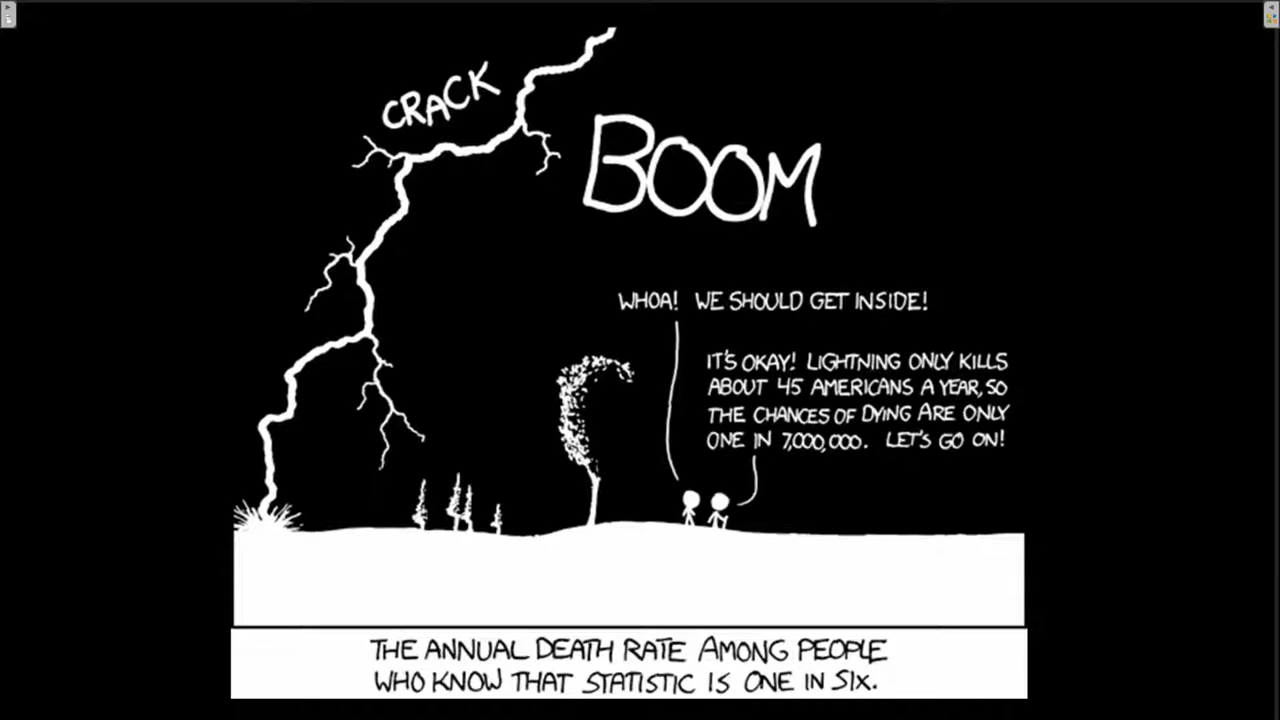 CRACK
BOOM
WHOA! WE SHOULD GET INSIDE!
IT'S OKAY! LIGHTNING ONLY KILLS
ABOUT 45 AMERICANS A YEAR, SO
THE CHANCES OF DYING ARE ONLY
ONE IN 7,000,000. LET'S GO ON!
THE ANNUAL DEATH RATE AMONG PEOPLE
WHO KNOW THAT STATISTIC IS ONE IN SIX.